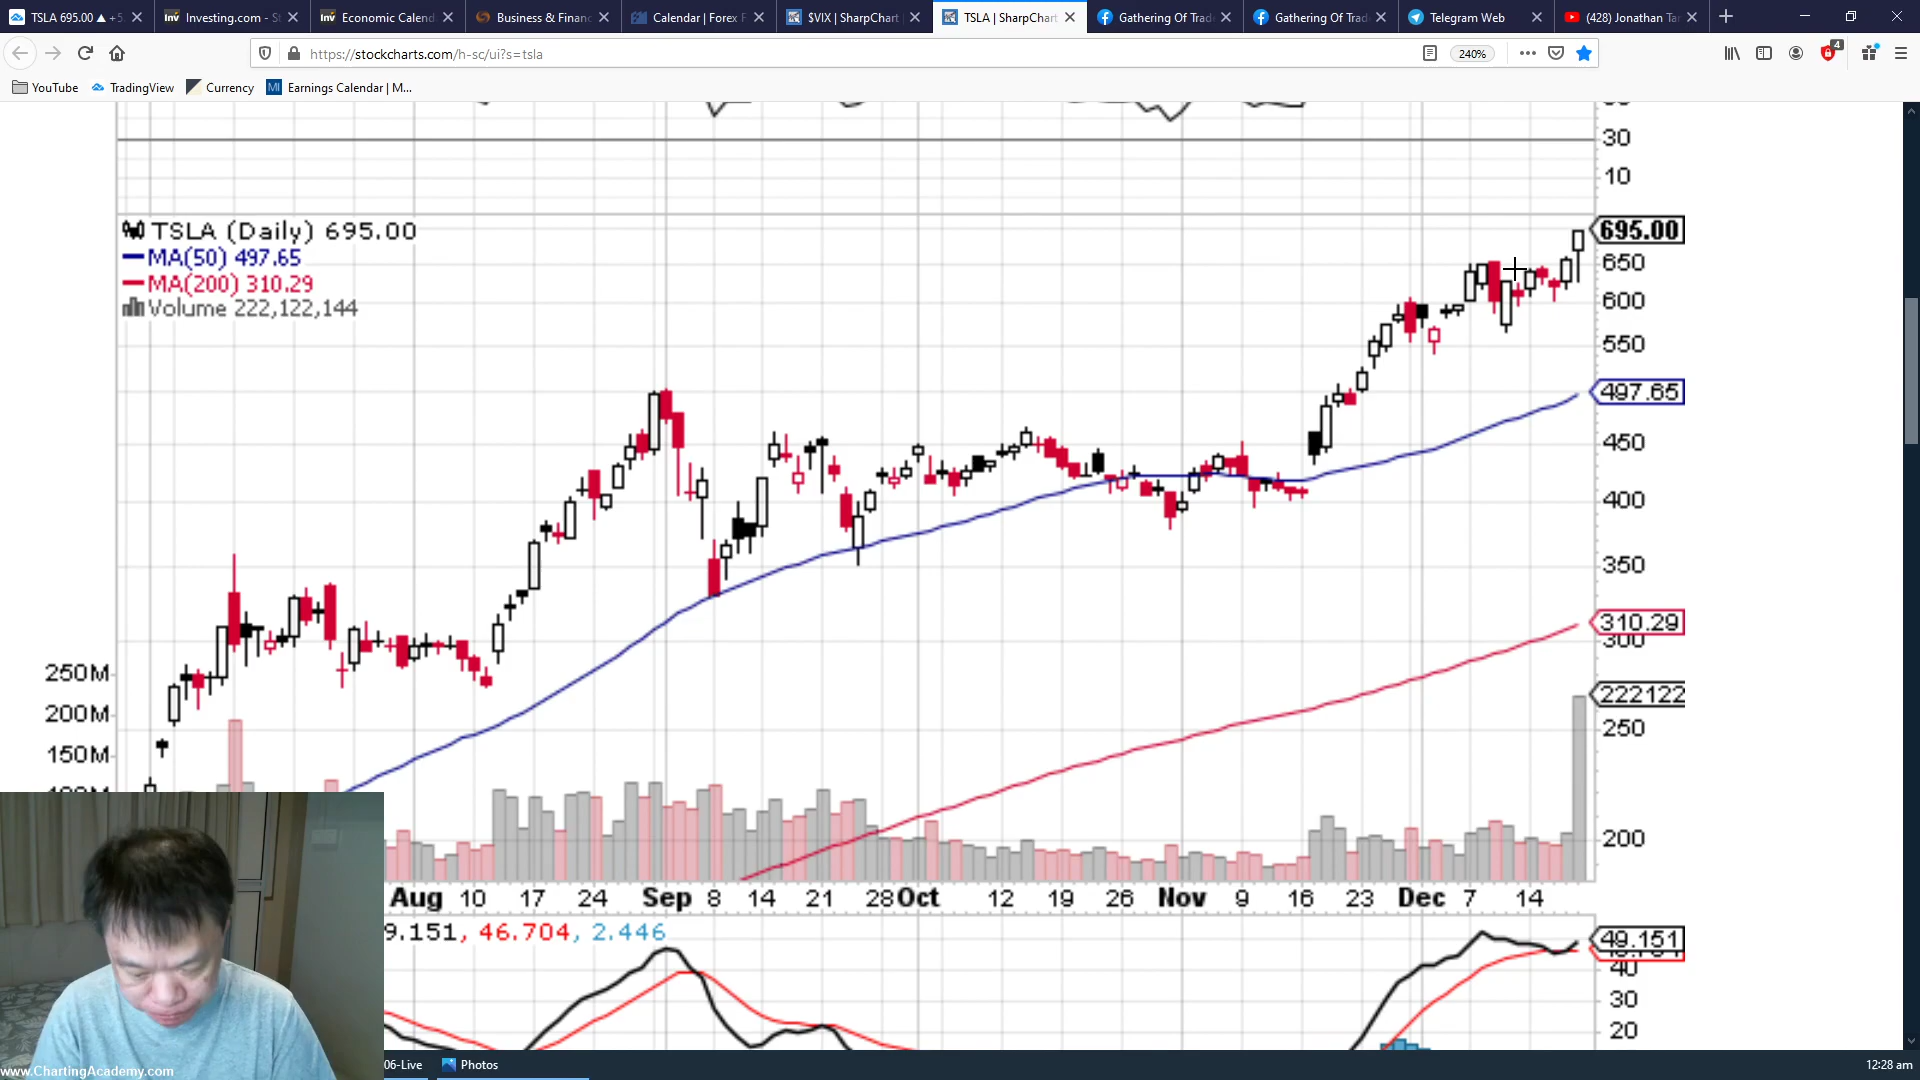 TSLA 695.00 ▲ +5.
Investing.com - St
Economic Calend
Business & Financ
Calendar | Forex F
$VIX | SharpChart
TSLA | SharpChart
Gathering Of Trad
Gathering Of Trad
Telegram Web
(428) Jonathan Tan
https://stockcharts.com/h-sc/ui?s=tsla
240%
4
YouTube
TradingView
Currency
Earnings Calendar | M...
30
10
TSLA (Daily) 695.00
MA(50) 497.65
MA(200) 310.29
Volume 222,122,144
695.00
650
600
550
497.65
450
400
350
310.29
300
250
200
222122
250M
200M
150M
Aug 10 17 24 Sep 8 14 21 28 Oct 12 19 26 Nov 9 16 23 Dec 7 14
9.151, 46.704, 2.446
49.151
40
30
20
www.ChartingAcademy.com
06-Live
Photos
12:28 am